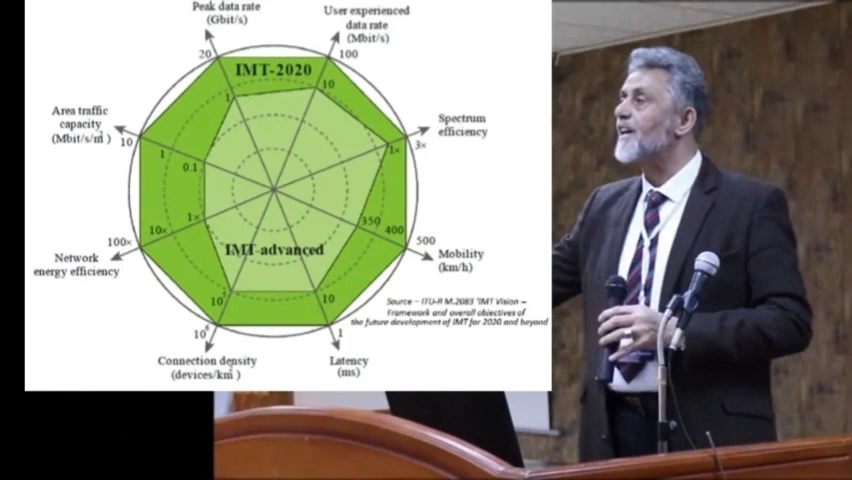 Peak data rate
(Gbit/s)
User experienced
data rate
(Mbit/s)
20
100
IMT-2020
1
10
Area traffic
capacity
(Mbit/s/m²)
Spectrum
efficiency
10
1
0.1
1×
3×
1×
10×
100×
350
400
500
Network
energy efficiency
IMT-advanced
Mobility
(km/h)
10
10
10⁶
1
Source – ITU-R M.2083 "IMT Vision –
Framework and overall objectives of
the future development of IMT for 2020 and beyond
Connection density
(devices/km²)
Latency
(ms)